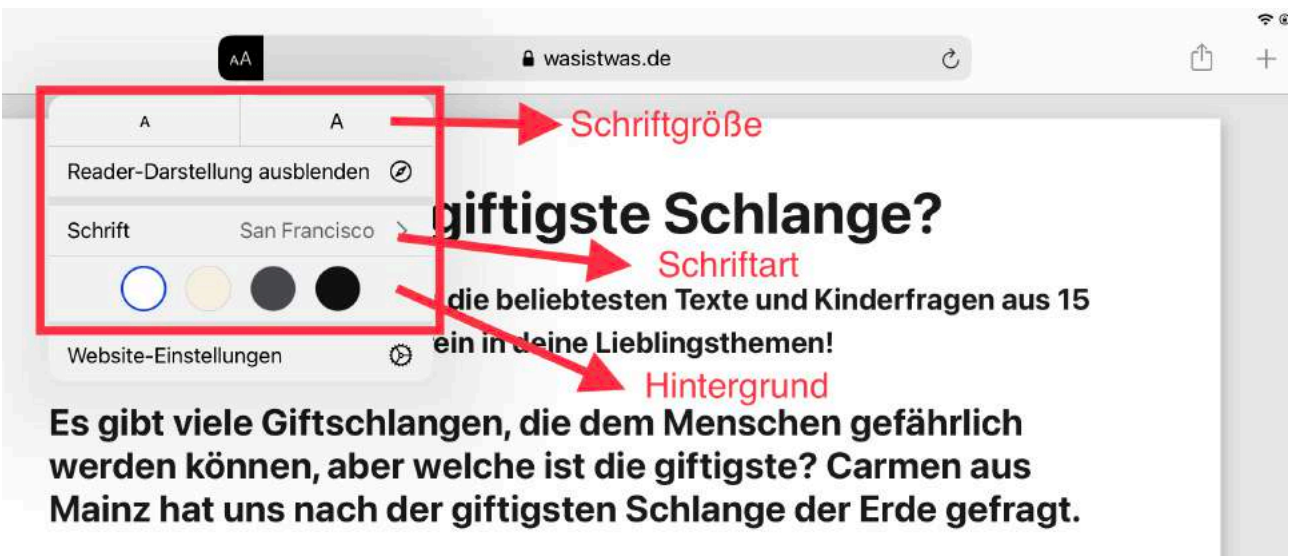 AA wasistwas.de
A A Schriftgröße
Reader-Darstellung ausblenden
giftigste Schlange?
Schrift San Francisco >
Schriftart
die beliebtesten Texte und Kinderfragen aus 15
ein in deine Lieblingsthemen!
Website-Einstellungen
Hintergrund
Es gibt viele Giftschlangen, die dem Menschen gefährlich
werden können, aber welche ist die giftigste? Carmen aus
Mainz hat uns nach der giftigsten Schlange der Erde gefragt.